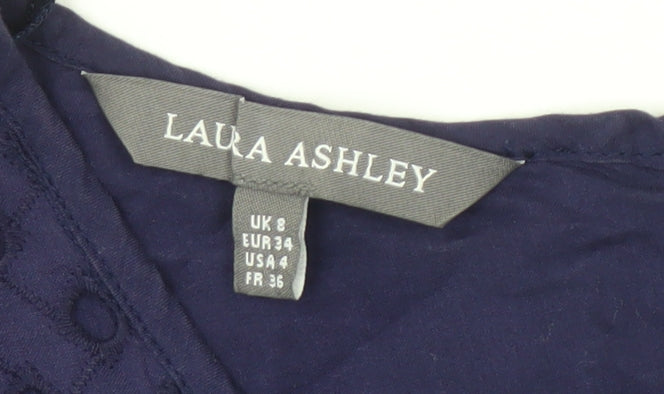 LAURA ASHLEY
UK 8
EUR 34
USA 4
FR 36